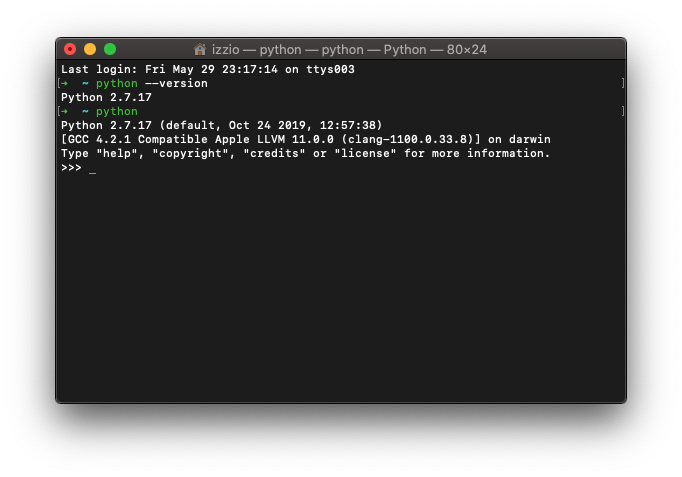 izzio — python — python — Python — 80×24
Last login: Fri May 29 23:17:14 on ttys003
[➜  ~ python --version ]
Python 2.7.17
[➜  ~ python ]
Python 2.7.17 (default, Oct 24 2019, 12:57:38)
[GCC 4.2.1 Compatible Apple LLVM 11.0.0 (clang-1100.0.33.8)] on darwin
Type "help", "copyright", "credits" or "license" for more information.
>>> _